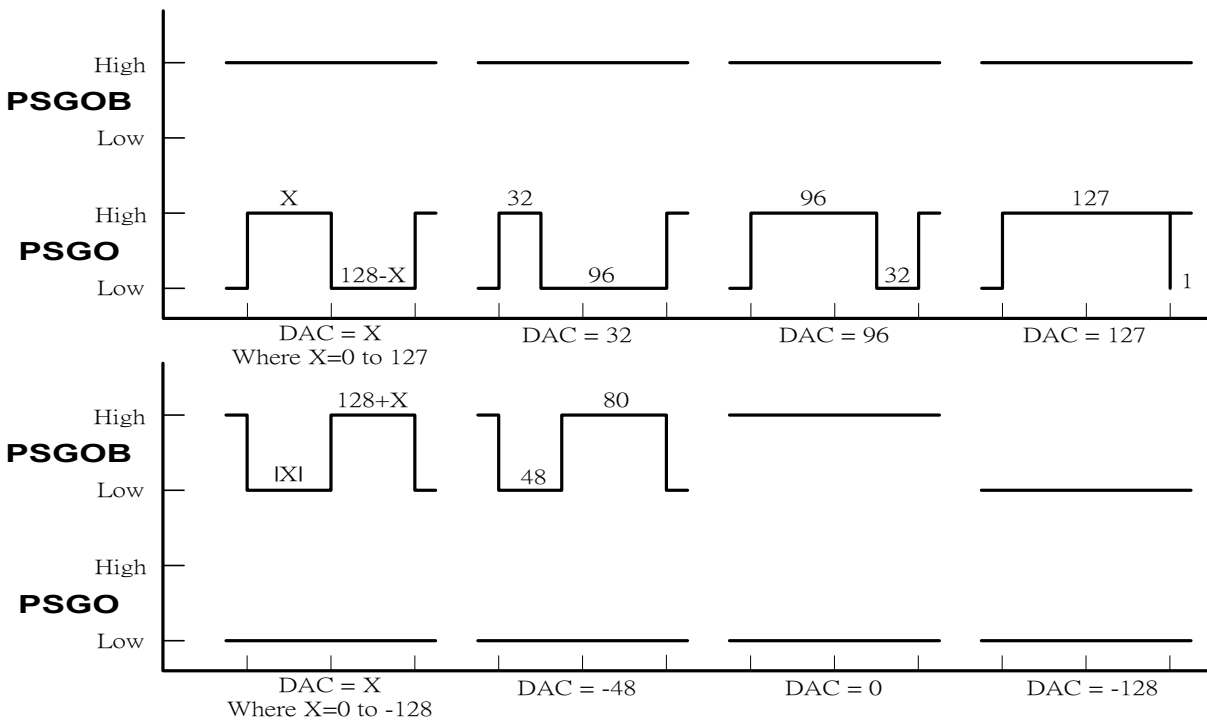 High
PSGOB
Low
X 32 96 127
High
PSGO
128-X 96 32 1
Low
DAC = X DAC = 32 DAC = 96 DAC = 127
Where X=0 to 127
128+X 80
High
PSGOB
|X| 48
Low
High
PSGO
Low
DAC = X DAC = -48 DAC = 0 DAC = -128
Where X=0 to -128